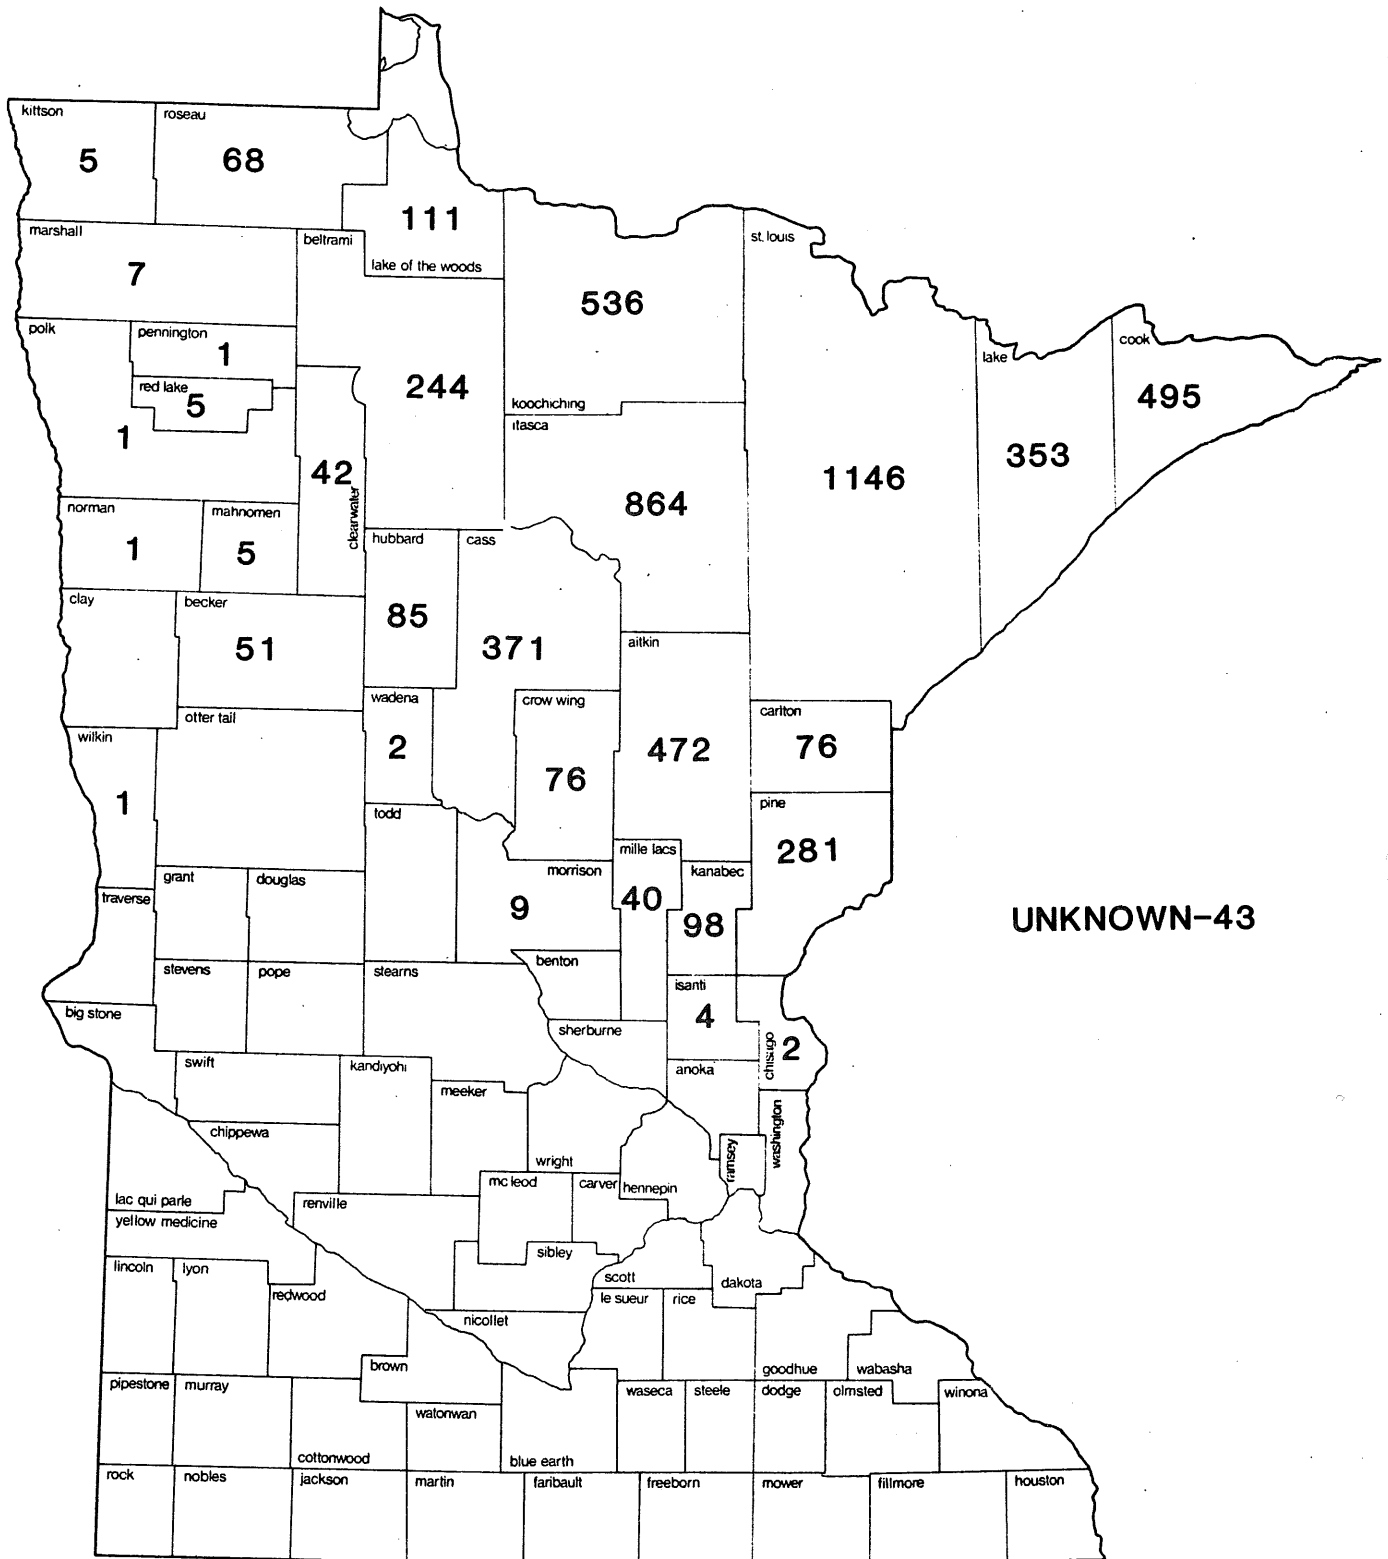 kittson
5
roseau
68
111
lake of the woods
marshall
7
beltrami
244
536
koochiching
st. louis
1146
lake
353
cook
495
polk
1
pennington
1
red lake
5
42
clearwater
itasca
864
norman
1
mahnomen
5
hubbard
85
cass
371
clay
becker
51
aitkin
472
wadena
2
crow wing
76
carlton
76
otter tail
wilkin
1
todd
pine
281
mille lacs
40
kanabec
98
morrison
9
grant
douglas
traverse
UNKNOWN-43
benton
stevens
pope
stearns
isanti
4
big stone
sherburne
chisago
2
swift
kandiyohi
anoka
meeker
washington
chippewa
ramsey
wright
lac qui parle
renville
mc leod
carver
hennepin
yellow medicine
sibley
lincoln
lyon
scott
dakota
redwood
le sueur
rice
nicollet
brown
goodhue
wabasha
pipestone
murray
waseca
steele
dodge
olmsted
winona
watonwan
cottonwood
blue earth
rock
nobles
jackson
martin
faribault
freeborn
mower
fillmore
houston